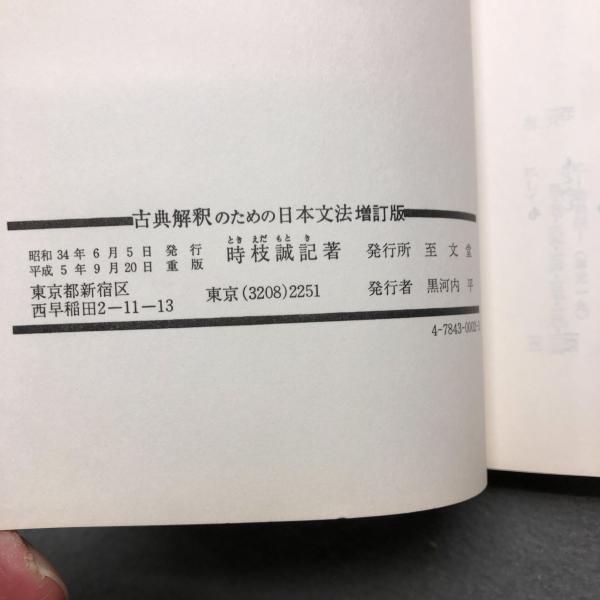 古典解釈のための日本文法増訂版
昭和34年6月5日 発行
平成5年9月20日 重版
とき えだ もと き
時枝誠記著
発行所 至文堂
東京都新宿区
西早稲田2-11-13
東京(3208)2251
発行者 黒河内 平
4-7843-0002-